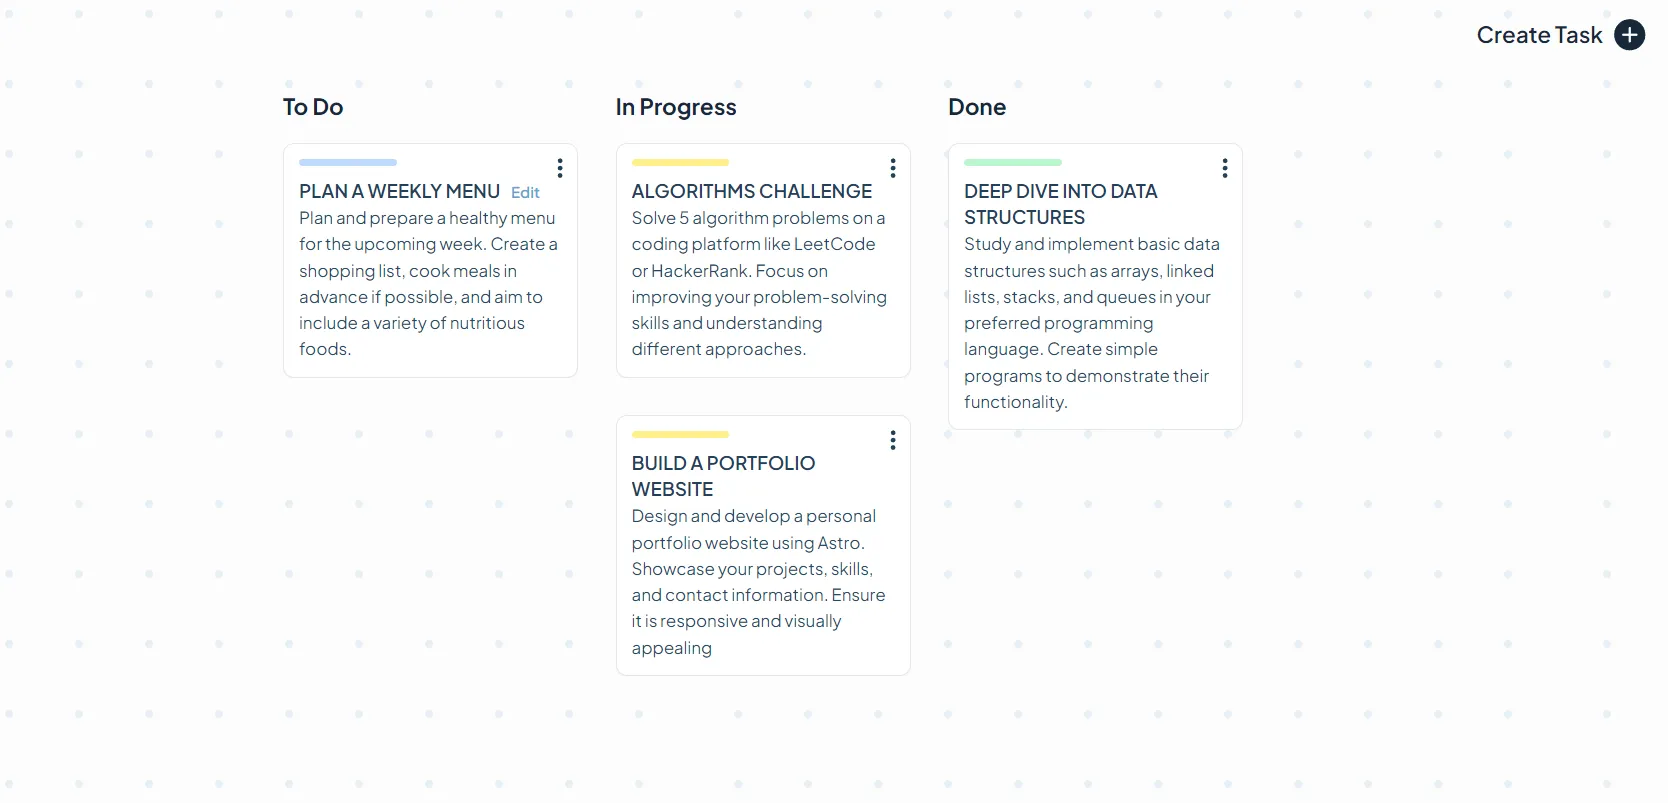 Create Task
To Do
PLAN A WEEKLY MENU Edit
Plan and prepare a healthy menu
for the upcoming week. Create a
shopping list, cook meals in
advance if possible, and aim to
include a variety of nutritious
foods.
In Progress
ALGORITHMS CHALLENGE
Solve 5 algorithm problems on a
coding platform like LeetCode
or HackerRank. Focus on
improving your problem-solving
skills and understanding
different approaches.
BUILD A PORTFOLIO
WEBSITE
Design and develop a personal
portfolio website using Astro.
Showcase your projects, skills,
and contact information. Ensure
it is responsive and visually
appealing
Done
DEEP DIVE INTO DATA
STRUCTURES
Study and implement basic data
structures such as arrays, linked
lists, stacks, and queues in your
preferred programming
language. Create simple
programs to demonstrate their
functionality.